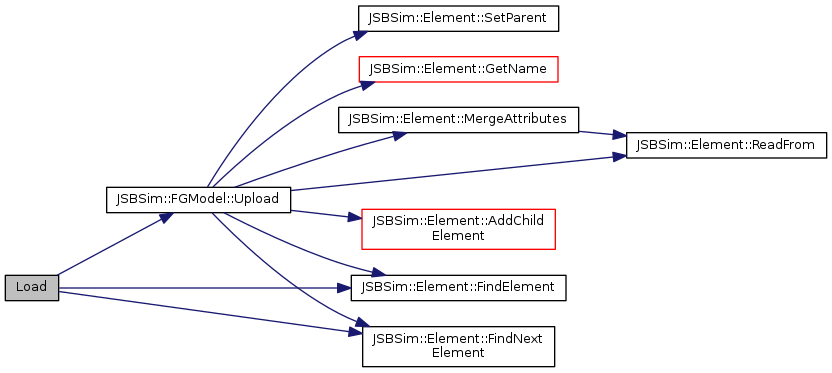 JSBSim::Element::SetParent
JSBSim::Element::GetName
JSBSim::Element::MergeAttributes
JSBSim::Element::ReadFrom
JSBSim::FGModel::Upload
JSBSim::Element::AddChild
Element
Load
JSBSim::Element::FindElement
JSBSim::Element::FindNext
Element